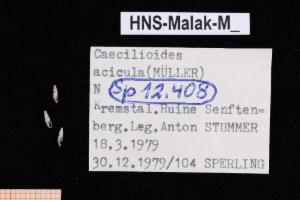 HNS-Malak-M_
Caecilioides
acicula(MÜLLER)
N Sp 12.408
Kremstal.Ruine Senften=
berg.Leg.Anton STUMMER
18.3.1979
30.12.1979/104 SPERLING